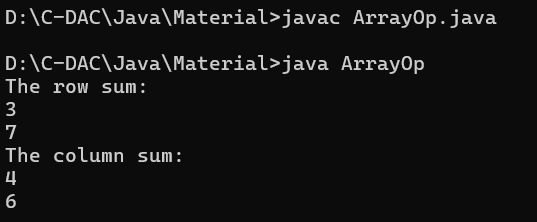 D:\C-DAC\Java\Material>javac ArrayOp.java
D:\C-DAC\Java\Material>java ArrayOp
The row sum:
3
7
The column sum:
4
6